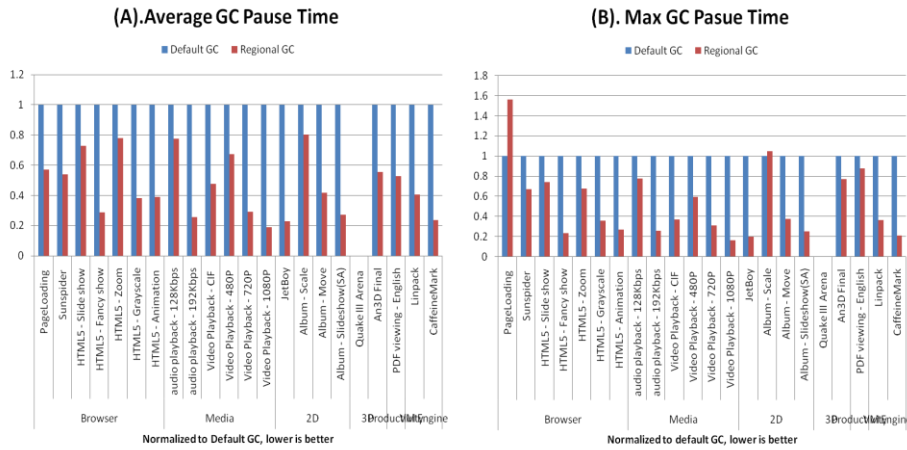 (A).Average GC Pause Time
Default GC
Regional GC
1.2
1
0.8
0.6
0.4
0.2
0
PageLoading
Sunspider
HTML5 - Slide show
HTML5 - Fancy show
HTML5 - Zoom
HTML5 - Grayscale
HTML5 - Animation
audio playback - 128Kbps
audio playback - 192Kbps
Video Playback - CIF
Video Playback - 480P
Video Playback - 720P
Video Playback - 1080P
JetBoy
Album - Scale
Album - Move
Album - Slideshow(SA)
Quake III Arena
An3D Final
PDF viewing - English
Linpack
CaffeineMark
Browser
Media
2D
3D
Normalized to Default GC, lower is better
(B). Max GC Pasue Time
Default GC
Regional GC
1.8
1.6
1.4
1.2
1
0.8
0.6
0.4
0.2
0
PageLoading
Sunspider
HTML5 - Slide show
HTML5 - Fancy show
HTML5 - Zoom
HTML5 - Grayscale
HTML5 - Animation
audio playback - 128Kbps
audio playback - 192Kbps
Video Playback - CIF
Video Playback - 480P
Video Playback - 720P
Video Playback - 1080P
JetBoy
Album - Scale
Album - Move
Album - Slideshow(SA)
Quake III Arena
An3D Final
PDF viewing - English
Linpack
CaffeineMark
Browser
Media
2D
3D
Normalized to default GC, lower is better